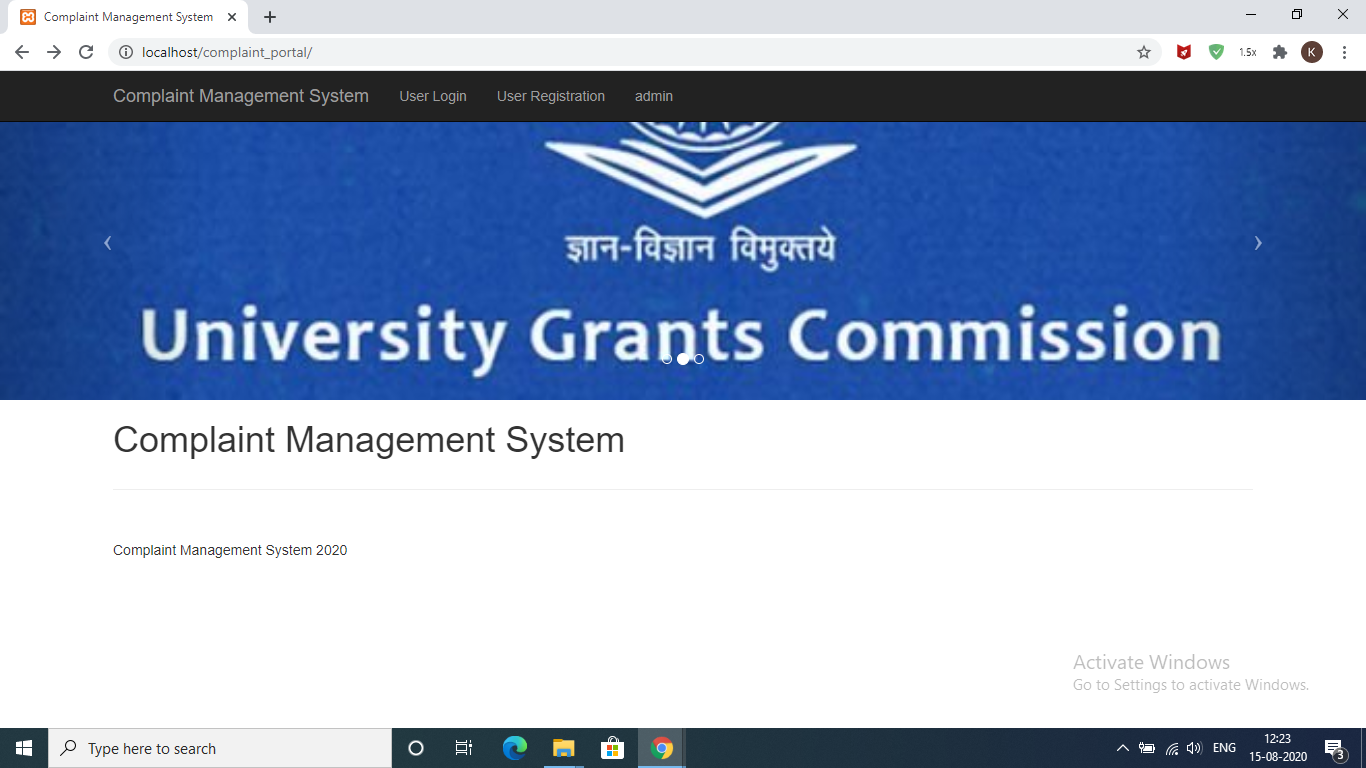 Complaint Management System
localhost/complaint_portal/
1.5x
K
Complaint Management System User Login User Registration admin
ज्ञान-विज्ञान विमुक्तये
University Grants Commission
Complaint Management System
Complaint Management System 2020
Activate Windows
Go to Settings to activate Windows.
Type here to search
ENG
12:23
15-08-2020
3